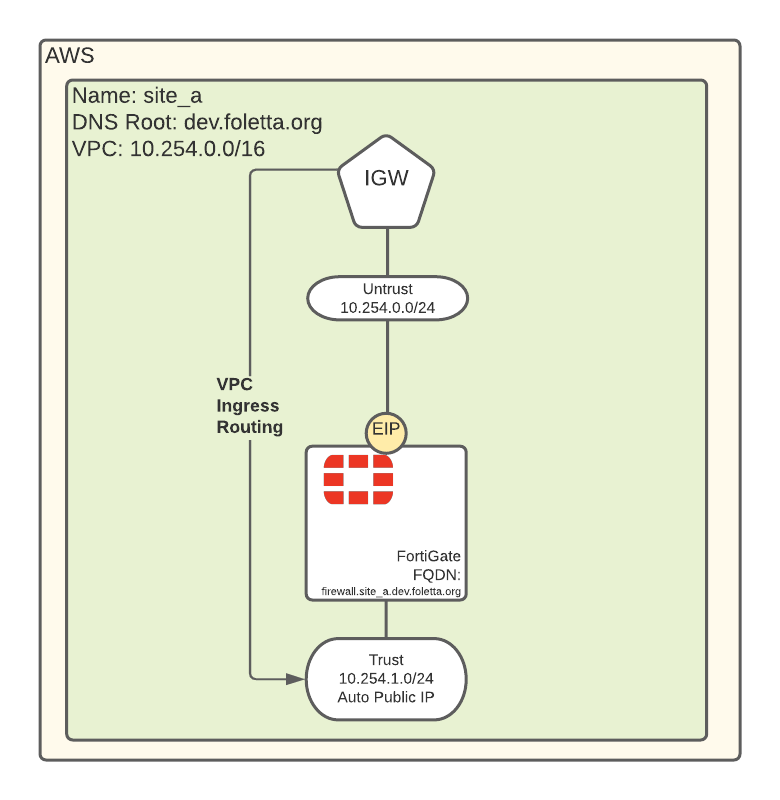 AWS
Name: site_a
DNS Root: dev.foletta.org
VPC: 10.254.0.0/16
IGW
Untrust
10.254.0.0/24
VPC
Ingress
Routing
EIP
FortiGate
FQDN:
firewall.site_a.dev.foletta.org
Trust
10.254.1.0/24
Auto Public IP